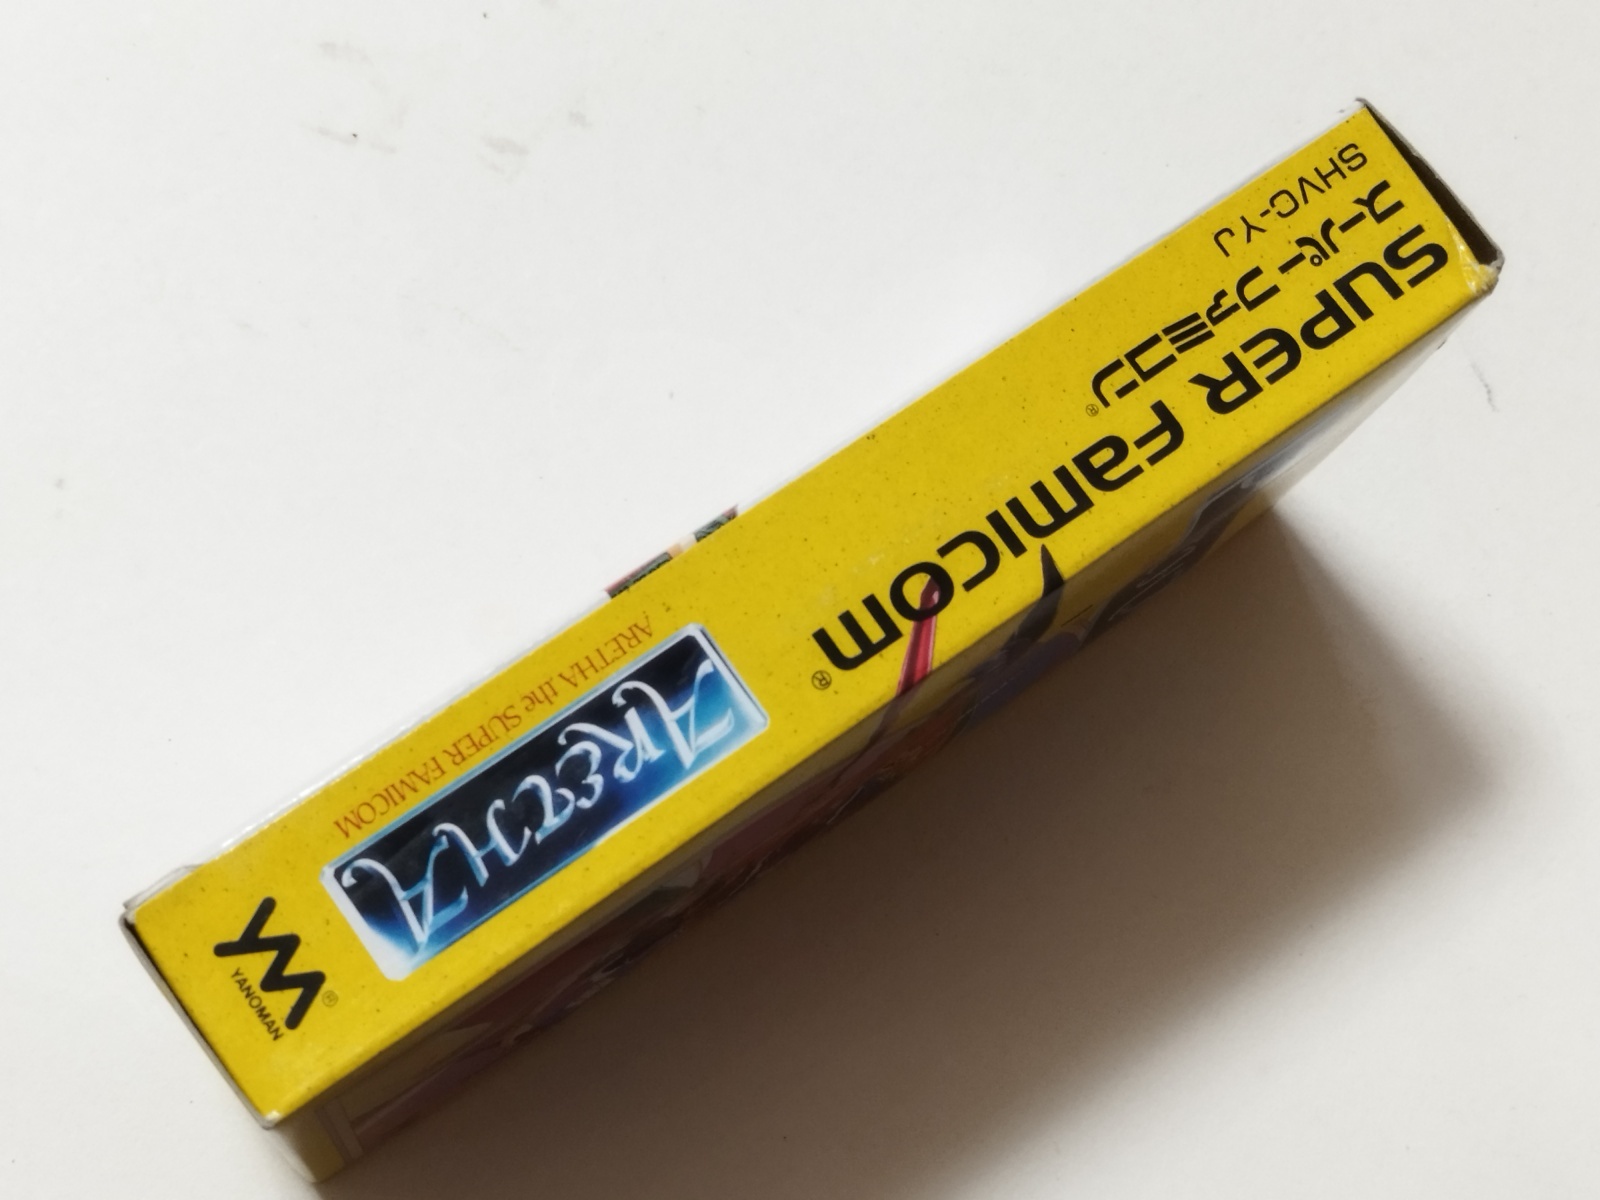 SHVC-YJ
スーパーファミコン®
SUPER FAMICOM®
ARETHA the SUPER FAMICOM
ARETHA
YM®
YANOMAN